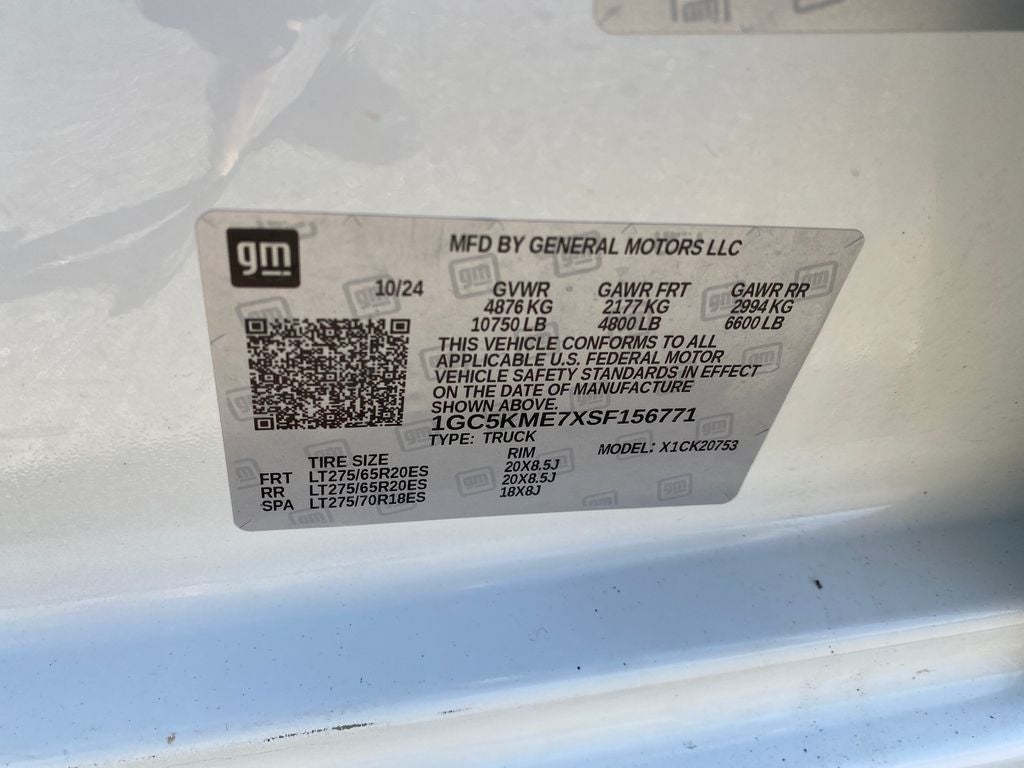 gm
MFD BY GENERAL MOTORS LLC
10/24 GVWR GAWR FRT GAWR RR
4876 KG 2177 KG 2994 KG
10750 LB 4800 LB 6600 LB
THIS VEHICLE CONFORMS TO ALL
APPLICABLE U.S. FEDERAL MOTOR
VEHICLE SAFETY STANDARDS IN EFFECT
ON THE DATE OF MANUFACTURE
SHOWN ABOVE.
1GC5KME7XSF156771
TYPE: TRUCK MODEL: X1CK20753
TIRE SIZE RIM
FRT LT275/65R20ES 20X8.5J
RR LT275/65R20ES 20X8.5J
SPA LT275/70R18ES 18X8J